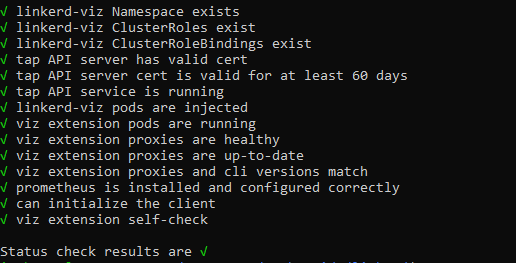 √ linkerd-viz Namespace exists
√ linkerd-viz ClusterRoles exist
√ linkerd-viz ClusterRoleBindings exist
√ tap API server has valid cert
√ tap API server cert is valid for at least 60 days
√ tap API service is running
√ linkerd-viz pods are injected
√ viz extension pods are running
√ viz extension proxies are healthy
√ viz extension proxies are up-to-date
√ viz extension proxies and cli versions match
√ prometheus is installed and configured correctly
√ can initialize the client
√ viz extension self-check
Status check results are √